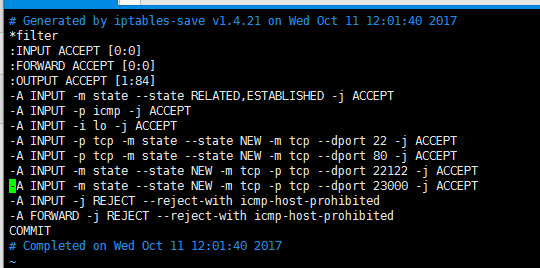 # Generated by iptables-save v1.4.21 on Wed Oct 11 12:01:40 2017
*filter
:INPUT ACCEPT [0:0]
:FORWARD ACCEPT [0:0]
:OUTPUT ACCEPT [1:84]
-A INPUT -m state --state RELATED,ESTABLISHED -j ACCEPT
-A INPUT -p icmp -j ACCEPT
-A INPUT -i lo -j ACCEPT
-A INPUT -p tcp -m state --state NEW -m tcp --dport 22 -j ACCEPT
-A INPUT -p tcp -m state --state NEW -m tcp --dport 80 -j ACCEPT
-A INPUT -m state --state NEW -m tcp -p tcp --dport 22122 -j ACCEPT
-A INPUT -m state --state NEW -m tcp -p tcp --dport 23000 -j ACCEPT
-A INPUT -j REJECT --reject-with icmp-host-prohibited
-A FORWARD -j REJECT --reject-with icmp-host-prohibited
COMMIT
# Completed on Wed Oct 11 12:01:40 2017
~